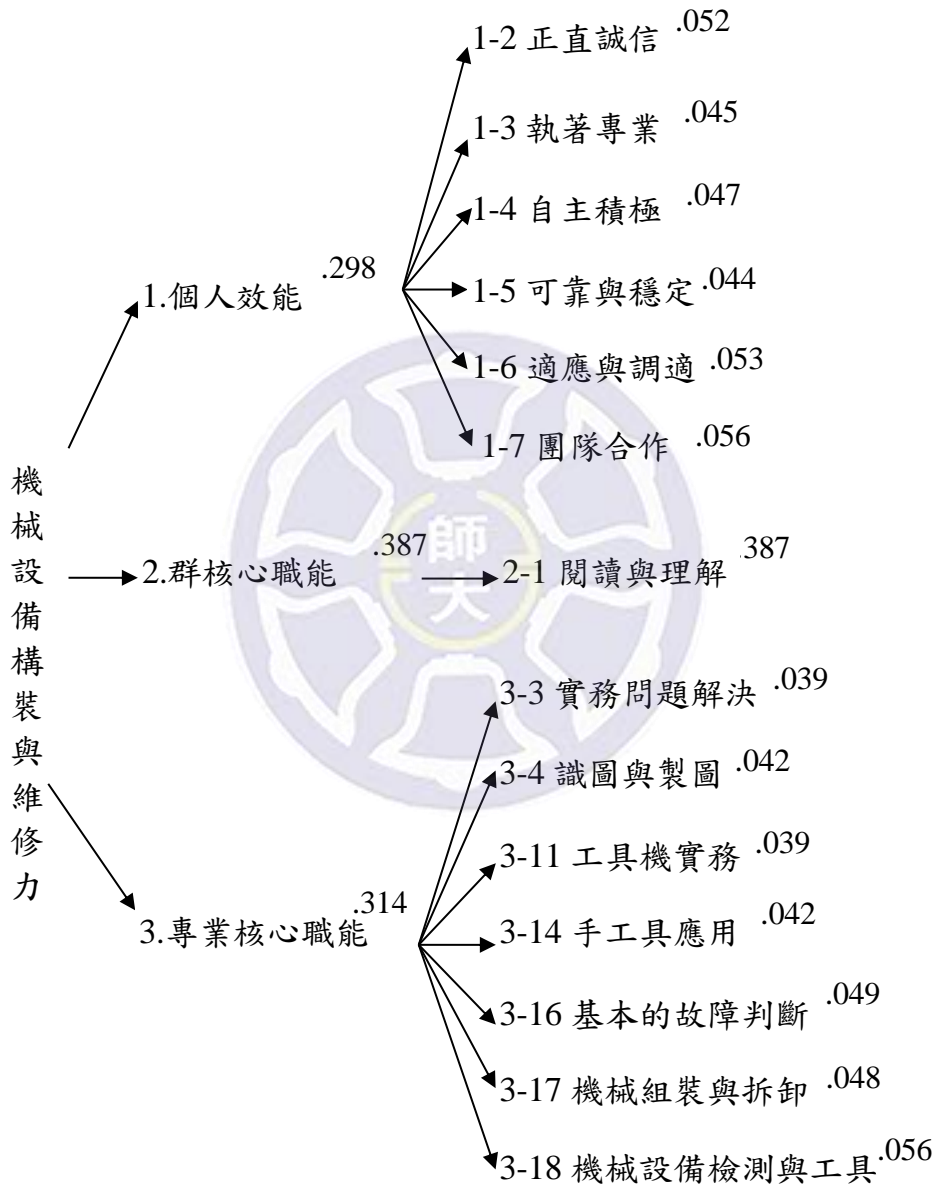 機械設備構裝與維修力
1.個人效能 .298
1-2 正直誠信 .052
1-3 執著專業 .045
1-4 自主積極 .047
1-5 可靠與穩定 .044
1-6 適應與調適 .053
1-7 團隊合作 .056
2.群核心職能 .387
2-1 閱讀與理解 .387
師大
3.專業核心職能 .314
3-3 實務問題解決 .039
3-4 識圖與製圖 .042
3-11 工具機實務 .039
3-14 手工具應用 .042
3-16 基本的故障判斷 .049
3-17 機械組裝與拆卸 .048
3-18 機械設備檢測與工具 .056